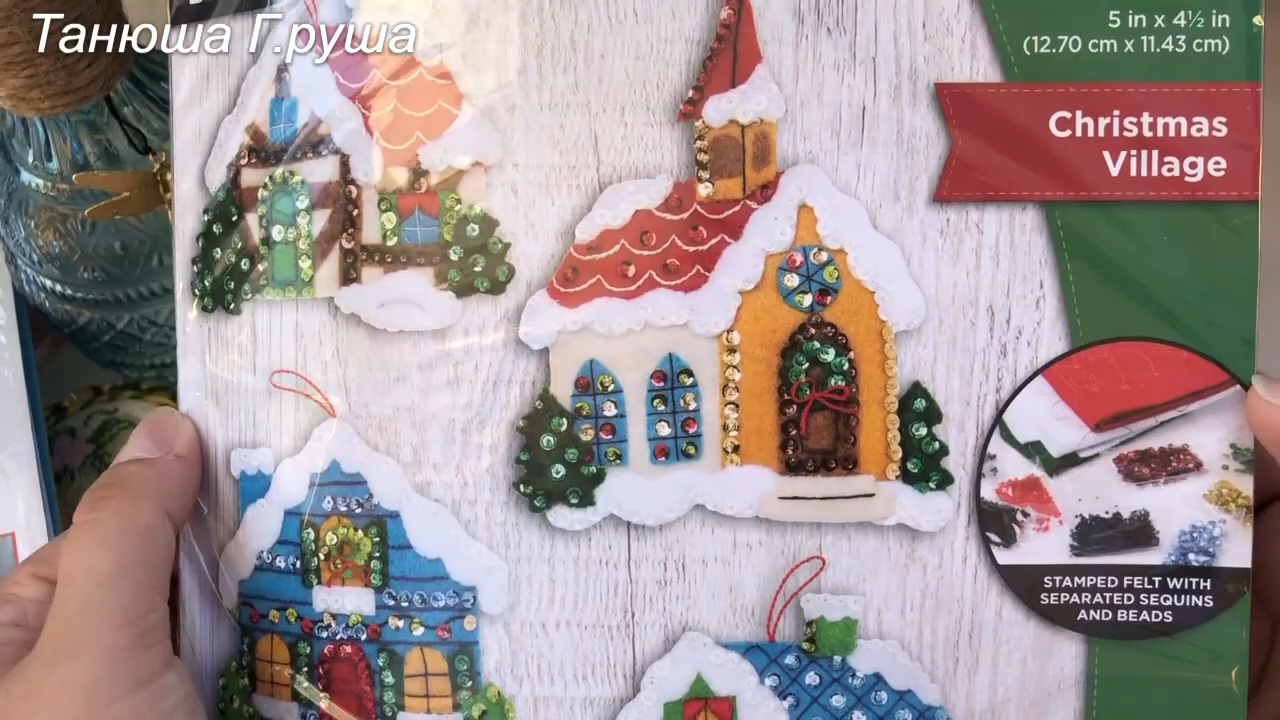 Танюша Г.руша
5 in x 4½ in
(12.70 cm x 11.43 cm)
Christmas
Village
STAMPED FELT WITH
SEPARATED SEQUINS
AND BEADS